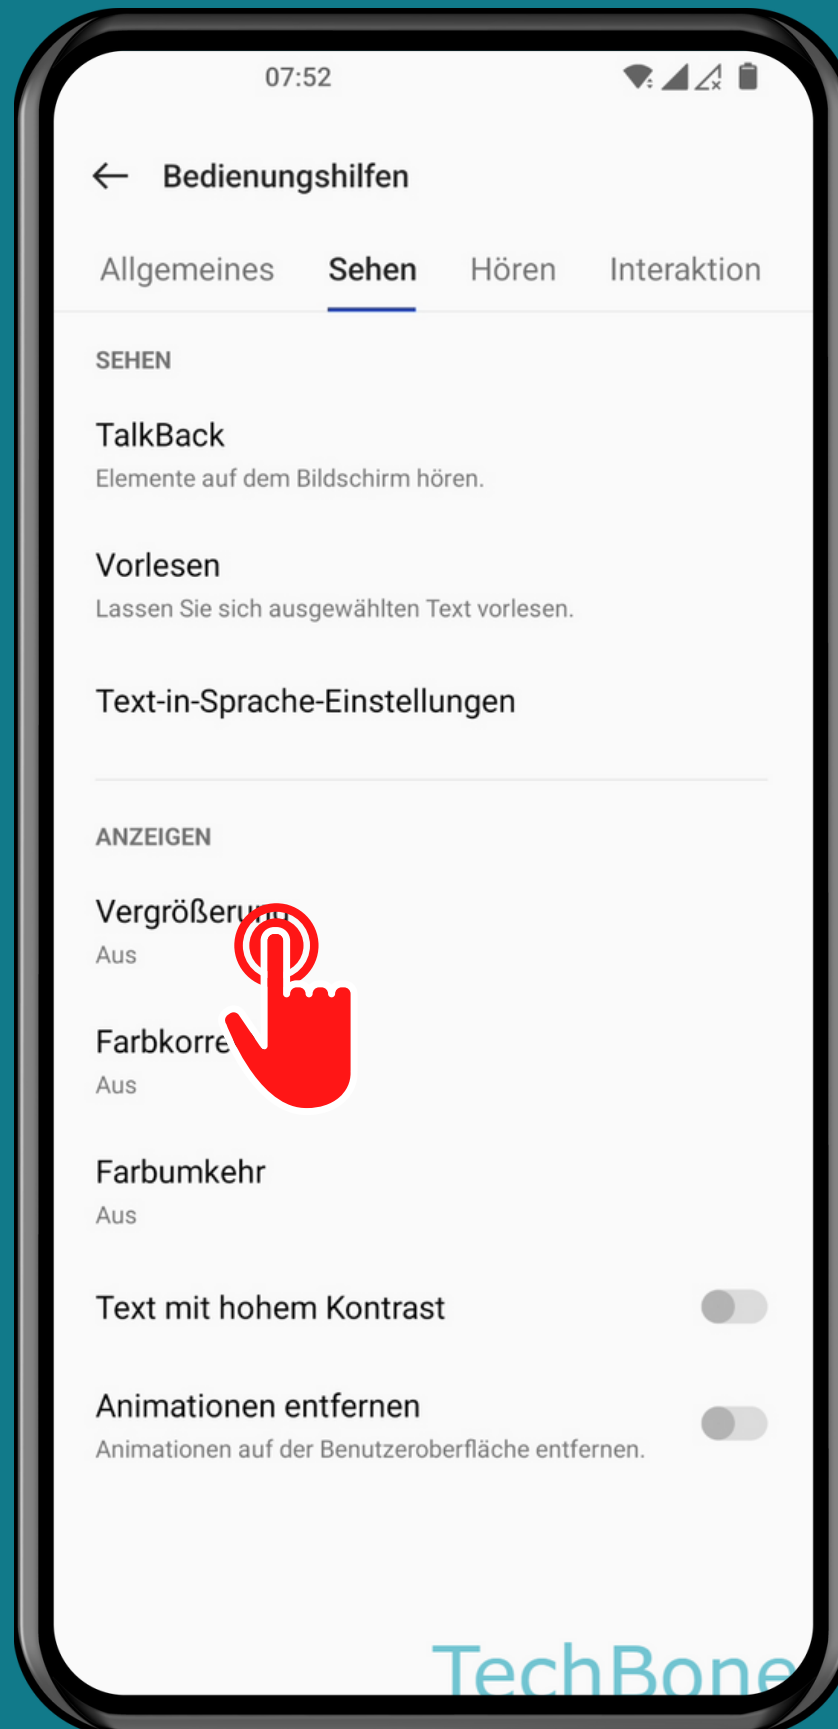 07:52
Bedienungshilfen
Allgemeines Sehen Hören Interaktion
SEHEN
TalkBack
Elemente auf dem Bildschirm hören.
Vorlesen
Lassen Sie sich ausgewählten Text vorlesen.
Text-in-Sprache-Einstellungen
ANZEIGEN
Vergrößerung
Aus
Farbkorre
Aus
Farbumkehr
Aus
Text mit hohem Kontrast
Animationen entfernen
Animationen auf der Benutzeroberfläche entfernen.
TechBone